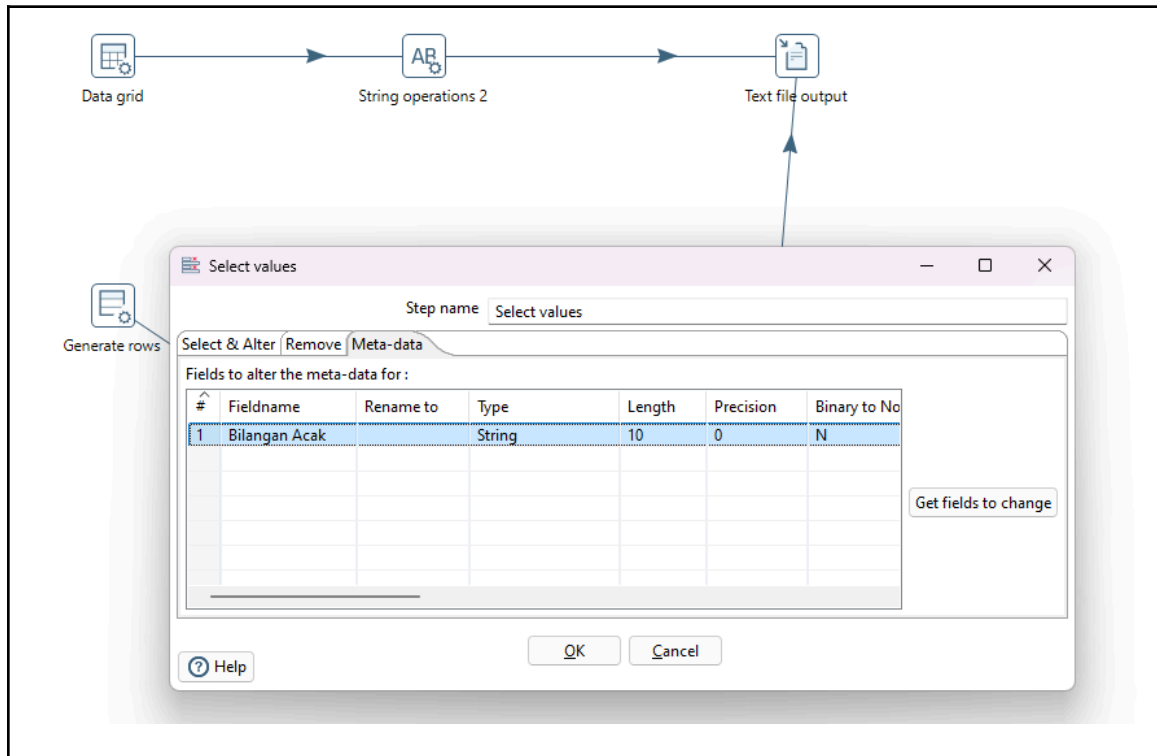 Data grid
String operations 2
Text file output
Generate rows
Select values
Step name Select values
Select & Alter Remove Meta-data
Fields to alter the meta-data for :
# Fieldname Rename to Type Length Precision Binary to No
1 Bilangan Acak String 10 0 N
Get fields to change
OK Cancel
Help